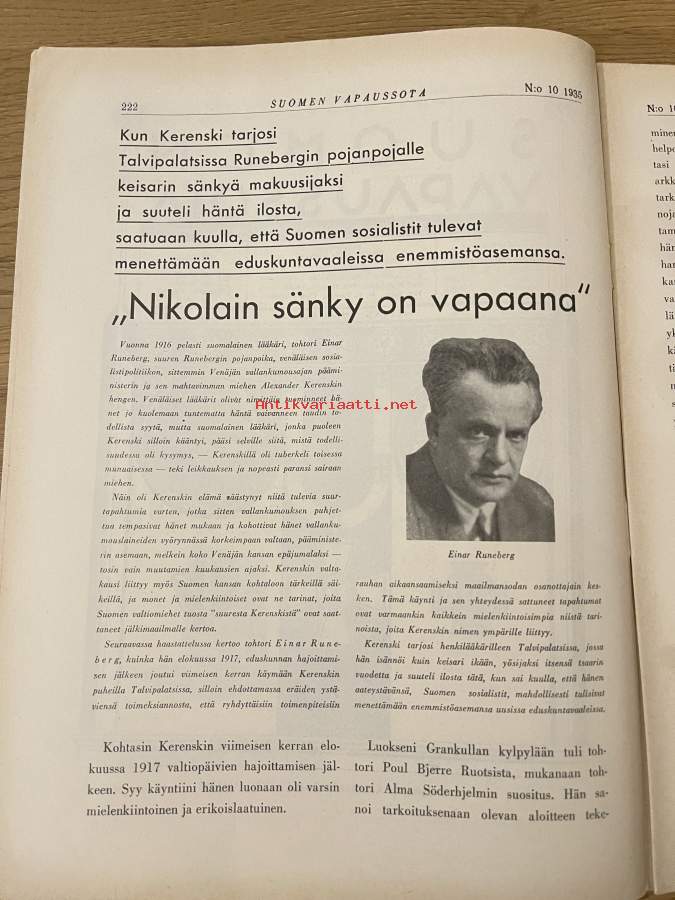 222
SUOMEN VAPAUSSOTA
N:o 10 1935
Kun Kerenski tarjosi
Talvipalatsissa Runebergin pojanpojalle
keisarin sänkyä makuusijaksi
ja suuteli häntä ilosta,
saatuaan kuulla, että Suomen sosialistit tulevat
menettämään eduskuntavaaleissa enemmistöasemansa.
„Nikolain sänky on vapaana"
Vuonna 1916 pelasti suomalainen lääkäri, tohtori Einar
Runeberg, suuren Runebergin pojanpoika, venäläisen sosia-
listipolitiikon, sittemmin Venäjän vallankumousajan päämi-
nisterin ja sen mahtavimman miehen Alexander Kerenskin
hengen. Venäläiset lääkärit olivat nimittäin tuominneet hä-
net jo kuolemaan tuntematta häntä vaivanneen taudin to-
dellista syytä, mutta suomalainen lääkäri, jonka puoleen
Kerenski silloin kääntyi, pääsi selville siitä, mistä todelli-
suudessa oli kysymys, — Kerenskillä oli tuberkeli toisessa
munuaisessa — teki leikkauksen ja nopeasti paransi sairaan
miehen.
Näin oli Kerenskin elämä säästynyt niitä tulevia suur-
tapahtumia varten, jotka sitten vallankumouksen puhjet-
tua tempasivat hänet mukaan ja kohottivat hänet vallanku-
mouslaineiden vyörynnässä korkeimpaan valtaan, pääministe-
rin asemaan, melkein koko Venäjän kansan epäjumalaksi —
tosin vain muutamien kuukausien ajaksi. Kerenskin valta-
kausi liittyy myös Suomen kansan kohtaloon tärkeillä säi-
keillä, ja monet ja mielenkiintoiset ovat ne tarinat, joita
Suomen valtiomiehet tuosta "suuresta Kerenskistä" ovat saat-
taneet jälkimaailmalle kertoa.
Seuraavassa haastattelussa kertoo tohtori Einar Rune-
berg, kuinka hän elokuussa 1917, eduskunnan hajoittami-
sen jälkeen joutui viimeisen kerran käymään Kerenskin
puheilla Talvipalatsissa, silloin ehdottamassa eräiden ystä-
viensä toimeksiannosta, että ryhdyttäisiin toimenpiteisiin
Einar Runeberg
rauhan aikaansaamiseksi maailmansodan osanottajain kes-
ken. Tämä käynti ja sen yhteydessä sattuneet tapahtumat
ovat varmaankin kaikkein mielenkiintoisimpia niistä tari-
noista, joita Kerenskin nimen ympärille liittyy.
Kerenski tarjosi henkilääkärilleen Talvipalatsissa, jossa
hän isännöi kuin keisari ikään, yösijaksi itsensä tsaarin
vuodetta ja suuteli ilosta tätä, kun sai kuulla, että hänen
aateystävänsä, Suomen sosialistit, mahdollisesti tulisivat
menettämään enemmistöasemansa uusissa eduskuntavaaleissa.
Kohtasin Kerenskin viimeisen kerran elo-
kuussa 1917 valtiopäivien hajoittamisen jäl-
keen. Syy käyntiini hänen luonaan oli varsin
mielenkiintoinen ja erikoislaatuinen.
Luokseni Grankullan kylpylään tuli toh-
tori Poul Bjerre Ruotsista, mukanaan toh-
tori Alma Söderhjelmin suositus. Hän sa-
noi tarkoituksenaan olevan aloitteen teke-
Antikvariaatti.net
N:o 10